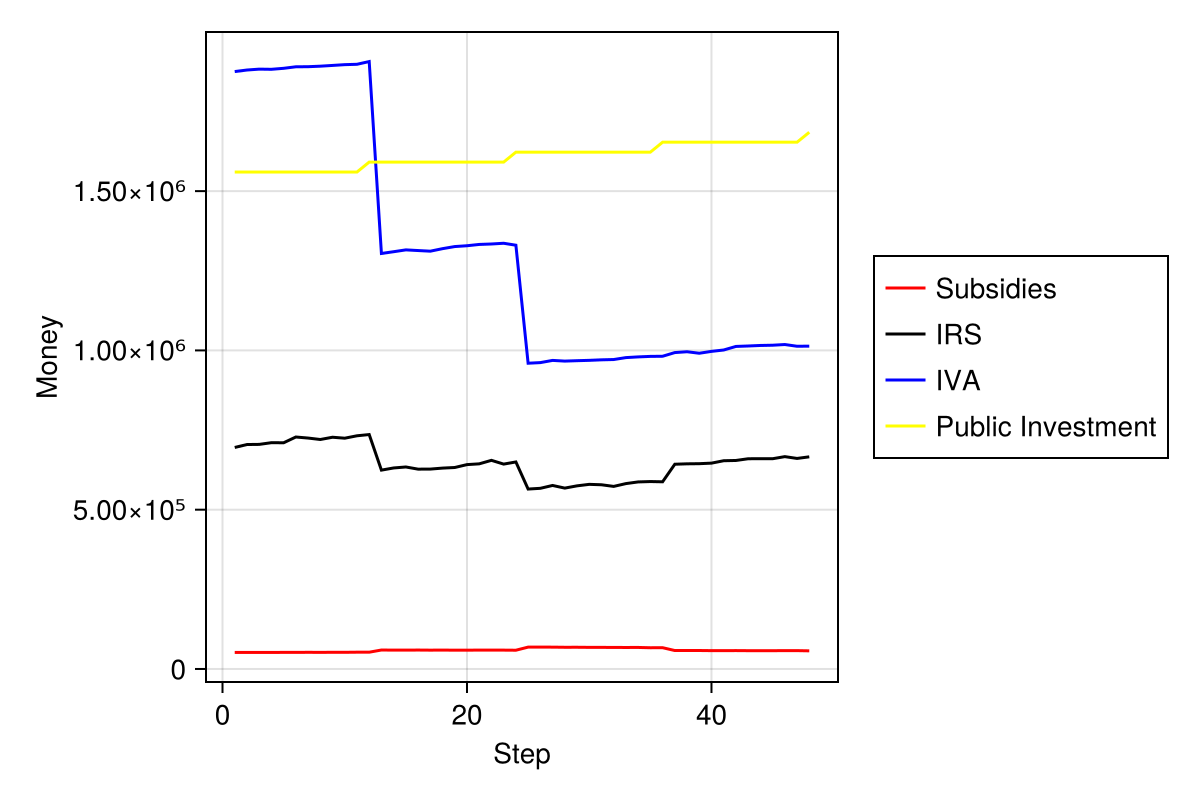 1.50×10⁶
1.00×10⁶
5.00×10⁵
0
Money
0
20
40
Step
Subsidies
IRS
IVA
Public Investment